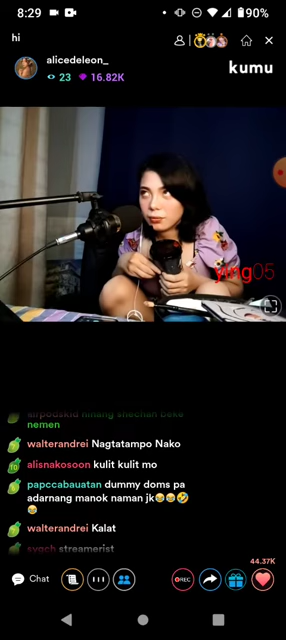 8:29
90%
hi
alicedeleon_
23 16.82K
kumu
ying05
nemen
walterandrei Nagtatampo Nako
alisnakosoon kulit kulit mo
papccabauatan dummy doms pa
adarnang manok naman jk😂😂🤣
😂
walterandrei Kalat
streamerist
44.37K
Chat
REC